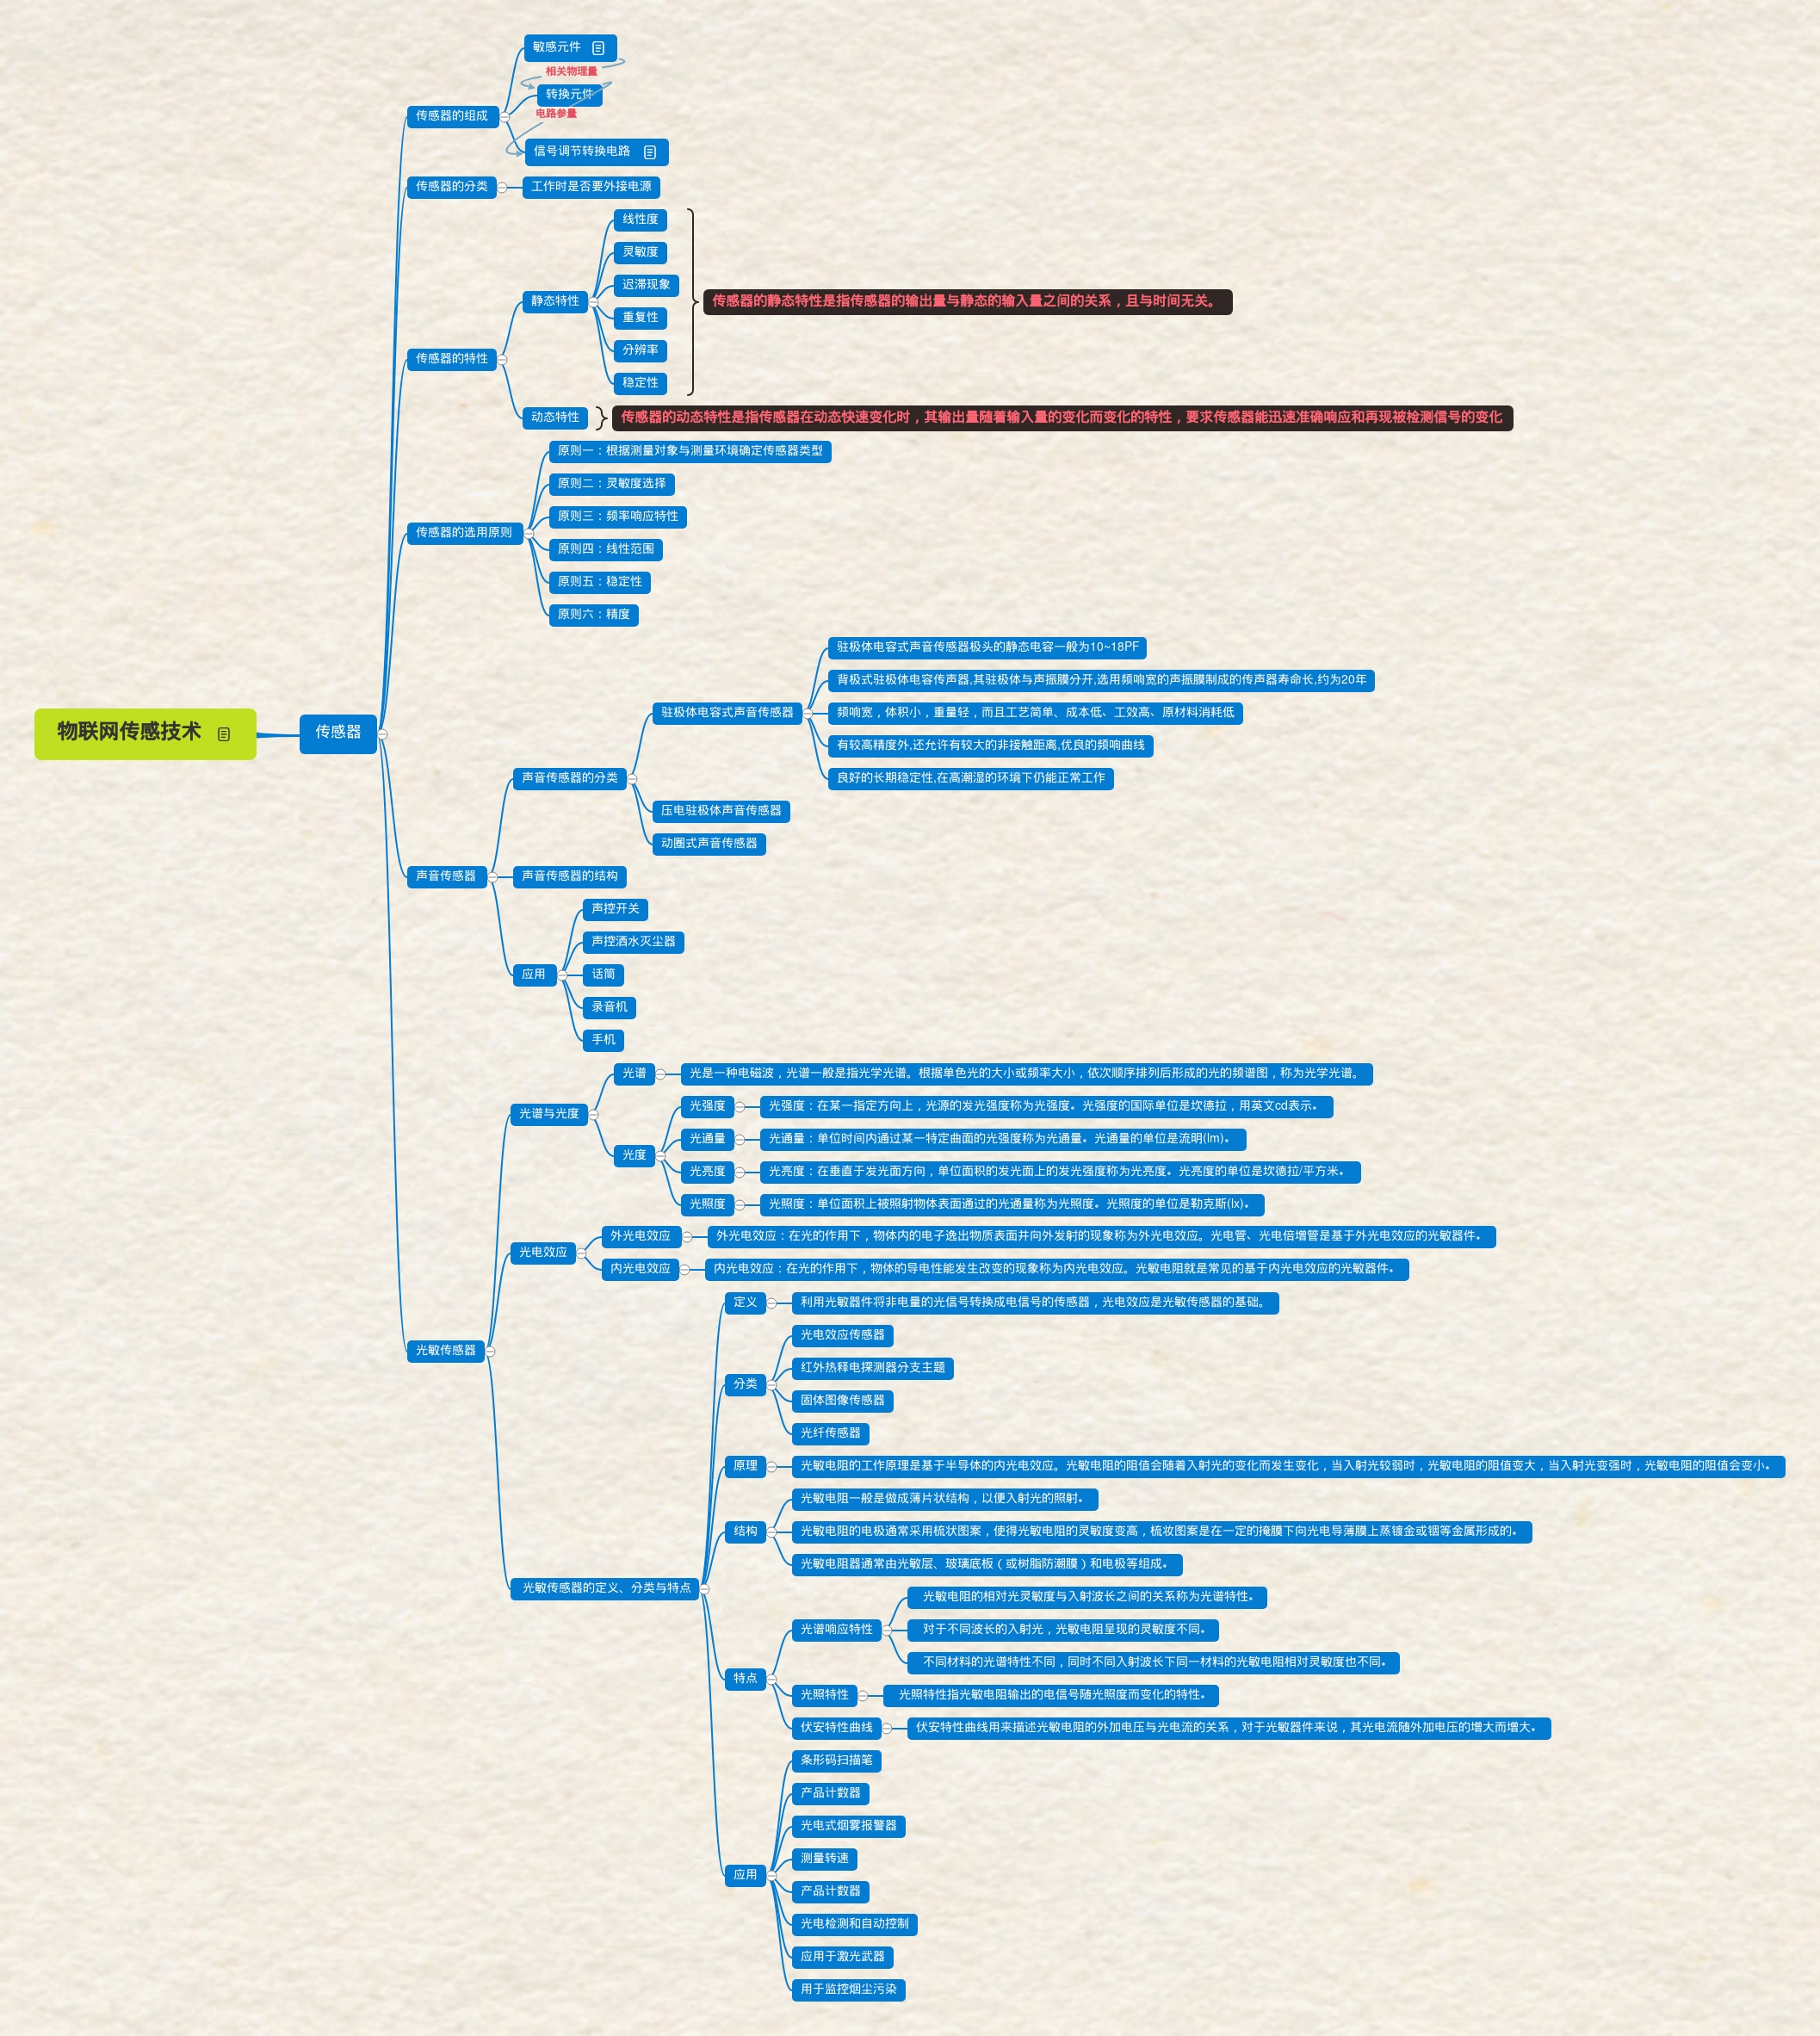 敏感元件
相关物理量
转换元件
电路参量
传感器的组成
信号调节转换电路
传感器的分类
工作时是否要外接电源
线性度
灵敏度
迟滞现象
静态特性
传感器的静态特性是指传感器的输出量与静态的输入量之间的关系，且与时间无关。
重复性
分辨率
传感器的特性
稳定性
动态特性
传感器的动态特性是指传感器在动态快速变化时，其输出量随着输入量的变化而变化的特性，要求传感器能迅速准确响应和再现被检测信号的变化
原则一：根据测量对象与测量环境确定传感器类型
原则二：灵敏度选择
原则三：频率响应特性
传感器的选用原则
原则四：线性范围
原则五：稳定性
原则六：精度
物联网传感技术
传感器
驻极体电容式声音传感器极头的静态电容一般为10~18PF
背极式驻极体电容传声器,其驻极体与声振膜分开,选用频响宽的声振膜制成的传声器寿命长,约为20年
驻极体电容式声音传感器
频响宽，体积小，重量轻，而且工艺简单、成本低、工效高、原材料消耗低
有较高精度外,还允许有较大的非接触距离,优良的频响曲线
声音传感器的分类
良好的长期稳定性,在高潮湿的环境下仍能正常工作
压电驻极体声音传感器
动圈式声音传感器
声音传感器
声音传感器的结构
声控开关
声控洒水灭尘器
应用
话筒
录音机
手机
光谱
光是一种电磁波，光谱一般是指光学光谱。根据单色光的大小或频率大小，依次顺序排列后形成的光的频谱图，称为光学光谱。
光谱与光度
光强度
光强度：在某一指定方向上，光源的发光强度称为光强度。光强度的国际单位是坎德拉，用英文cd表示。
光通量
光通量：单位时间内通过某一特定曲面的光强度称为光通量。光通量的单位是流明(lm)。
光度
光亮度
光亮度：在垂直于发光面方向，单位面积的发光面上的发光强度称为光亮度。光亮度的单位是坎德拉/平方米。
光照度
光照度：单位面积上被照射物体表面通过的光通量称为光照度。光照度的单位是勒克斯(lx)。
光电效应
外光电效应
外光电效应：在光的作用下，物体内的电子逸出物质表面并向外发射的现象称为外光电效应。光电管、光电倍增管是基于外光电效应的光敏器件。
内光电效应
内光电效应：在光的作用下，物体的导电性能发生改变的现象称为内光电效应。光敏电阻就是常见的基于内光电效应的光敏器件。
光敏传感器
定义
利用光敏器件将非电量的光信号转换成电信号的传感器，光电效应是光敏传感器的基础。
光电效应传感器
红外热释电探测器分支主题
分类
固体图像传感器
光纤传感器
原理
光敏电阻的工作原理是基于半导体的内光电效应。光敏电阻的阻值会随着入射光的变化而发生变化，当入射光较弱时，光敏电阻的阻值变大，当入射光变强时，光敏电阻的阻值会变小。
光敏电阻一般是做成薄片状结构，以便入射光的照射。
结构
光敏电阻的电极通常采用梳状图案，使得光敏电阻的灵敏度变高，梳妆图案是在一定的掩膜下向光电导薄膜上蒸镀金或铟等金属形成的。
光敏电阻器通常由光敏层、玻璃底板（或树脂防潮膜）和电极等组成。
光敏传感器的定义、分类与特点
光敏电阻的相对光灵敏度与入射波长之间的关系称为光谱特性。
光谱响应特性
对于不同波长的入射光，光敏电阻呈现的灵敏度不同。
不同材料的光谱特性不同，同时不同入射波长下同一材料的光敏电阻相对灵敏度也不同。
特点
光照特性
光照特性指光敏电阻输出的电信号随光照度而变化的特性。
伏安特性曲线
伏安特性曲线用来描述光敏电阻的外加电压与光电流的关系，对于光敏器件来说，其光电流随外加电压的增大而增大。
条形码扫描笔
产品计数器
光电式烟雾报警器
测量转速
应用
产品计数器
光电检测和自动控制
应用于激光武器
用于监控烟尘污染